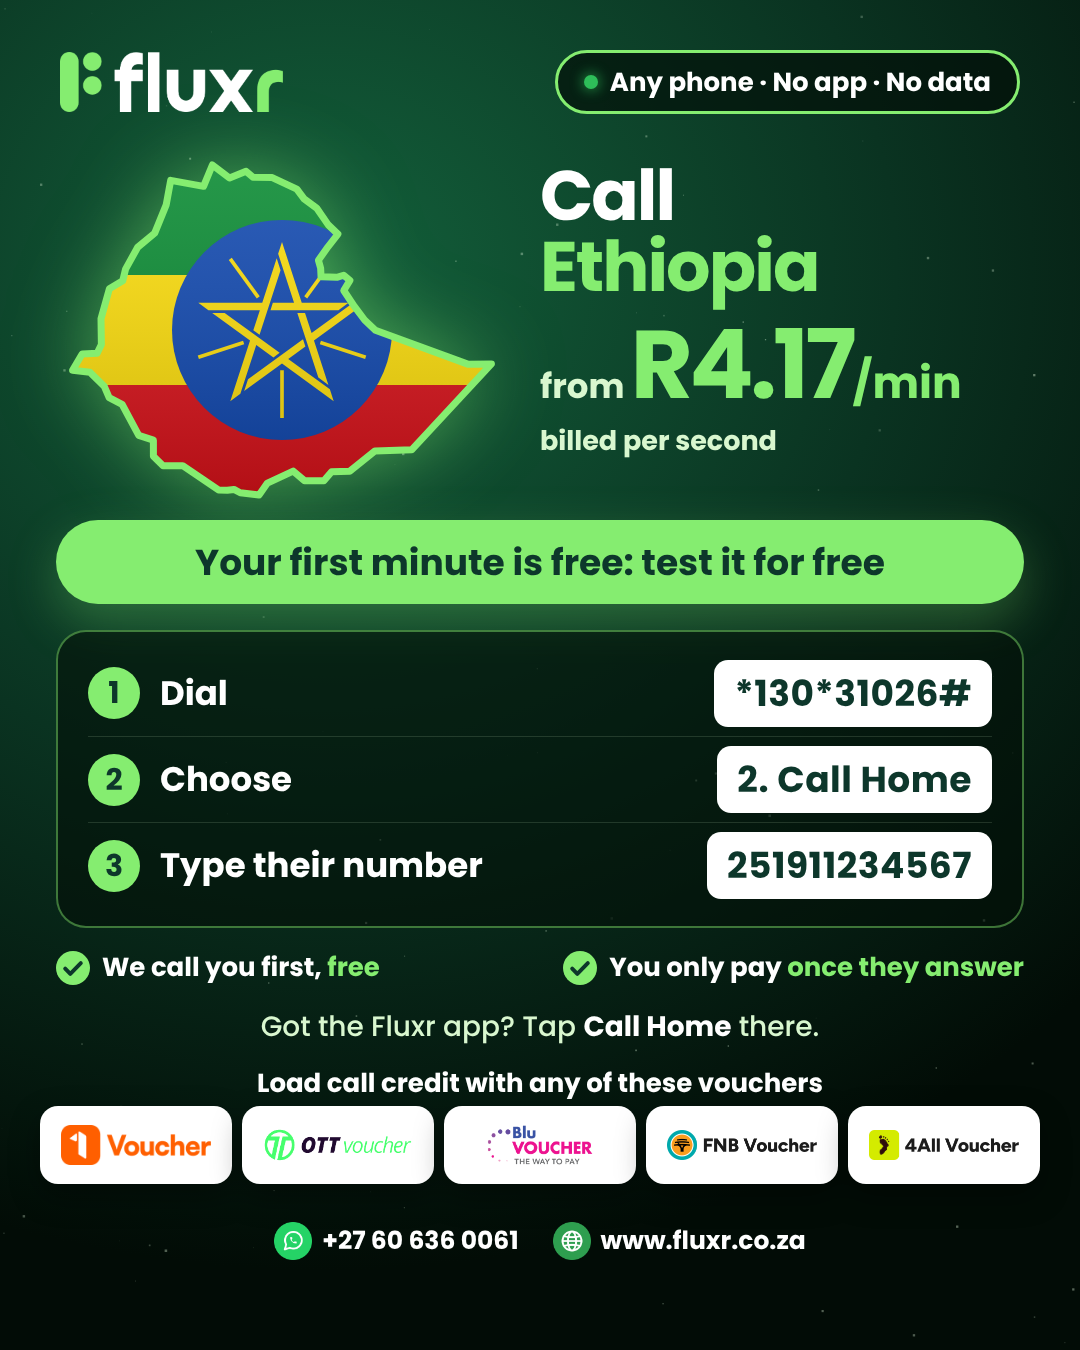 fluxr
Any phone · No app · No data
Call
Ethiopia
from R4.17/min
billed per second
Your first minute is free: test it for free
1 Dial *130*31026#
2 Choose 2. Call Home
3 Type their number 251911234567
We call you first, free
You only pay once they answer
Got the Fluxr app? Tap Call Home there.
Load call credit with any of these vouchers
1 Voucher
OTT voucher
Blu
VOUCHER
THE WAY TO PAY
FNB Voucher
4All Voucher
+27 60 636 0061
www.fluxr.co.za